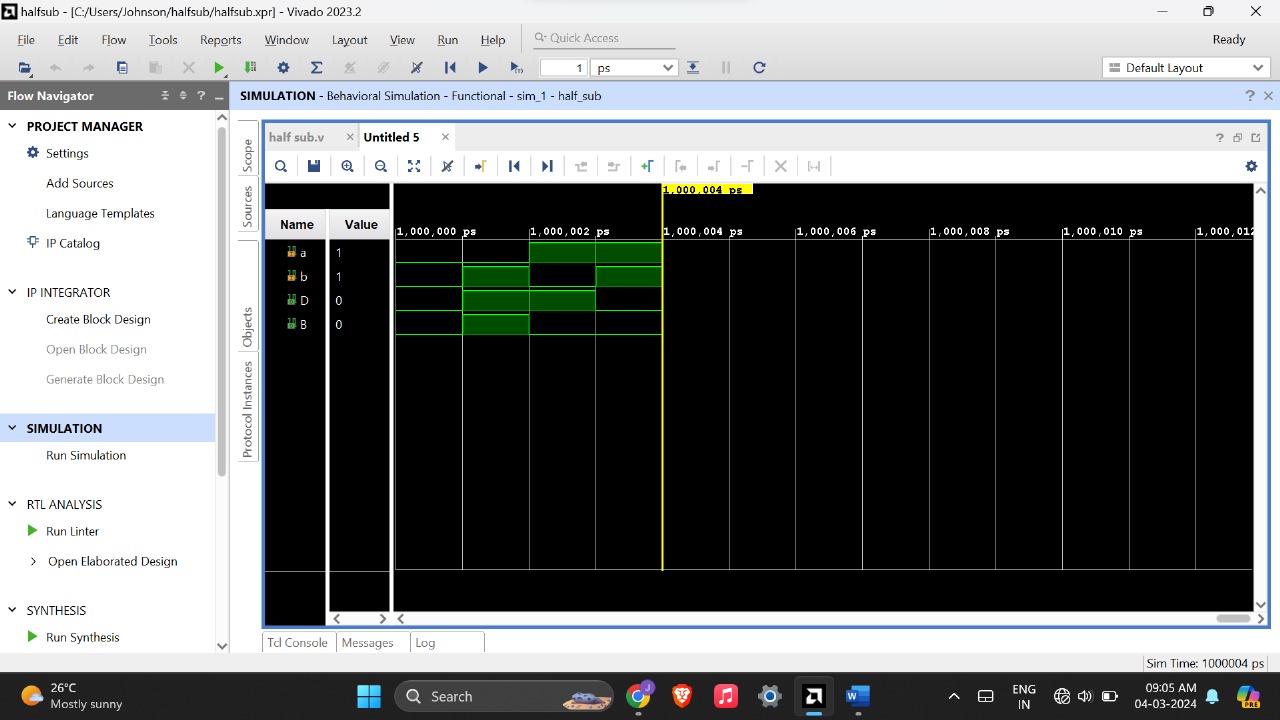 halfsub - [C:/Users/Johnson/halfsub/halfsub.xpr] - Vivado 2023.2
File Edit Flow Tools Reports Window Layout View Run Help Quick Access Ready
1 ps Default Layout
Flow Navigator
SIMULATION - Behavioral Simulation - Functional - sim_1 - half_sub
PROJECT MANAGER
Settings
Add Sources
Language Templates
IP Catalog
IP INTEGRATOR
Create Block Design
Open Block Design
Generate Block Design
SIMULATION
Run Simulation
RTL ANALYSIS
Run Linter
Open Elaborated Design
SYNTHESIS
Run Synthesis
Scope
Sources
Objects
Protocol Instances
half sub.v Untitled 5
1,000,004 ps
Name Value 1,000,000 ps 1,000,002 ps 1,000,004 ps 1,000,006 ps 1,000,008 ps 1,000,010 ps 1,000,012
a 1
b 1
D 0
B 0
Tcl Console Messages Log
Sim Time: 1000004 ps
26°C
Mostly sunny
Search
ENG
IN
09:05 AM
04-03-2024
PRE